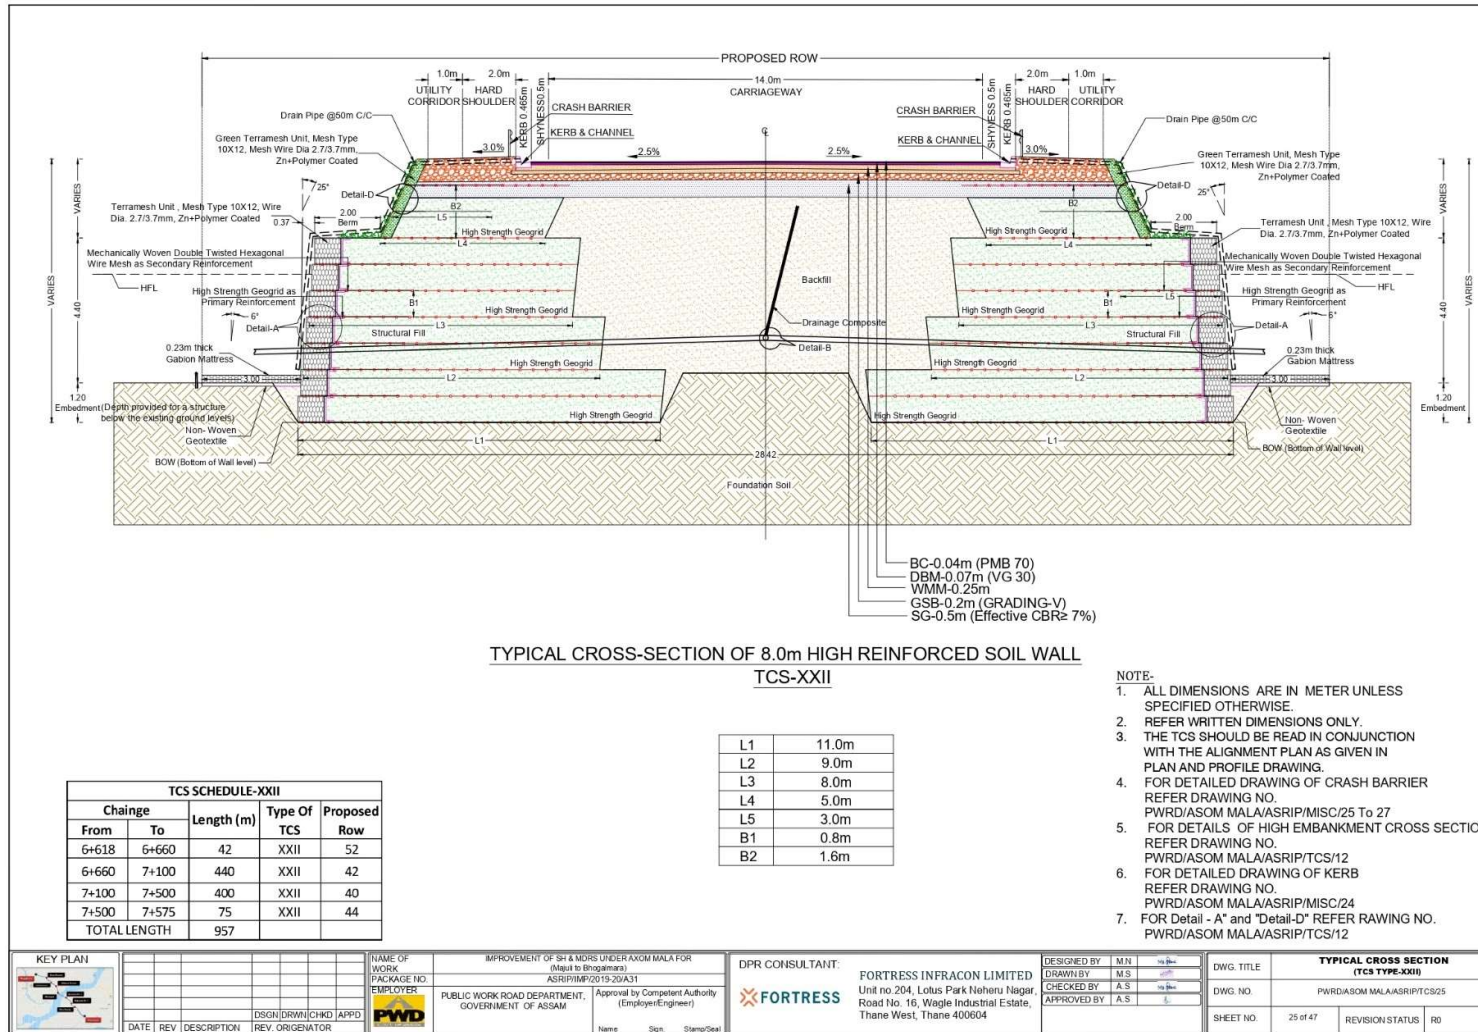 PROPOSED ROW
14.0m
CARRIAGEWAY
1.0m
2.0m
UTILITY CORRIDOR
HARD SHOULDER
KERB 0.465m
SHYNESS0.5m
CRASH BARRIER
KERB & CHANNEL
CRASH BARRIER
KERB & CHANNEL
SHYNESS 0.5m
KERB 0.465m
2.0m
1.0m
HARD SHOULDER
UTILITY CORRIDOR
Drain Pipe @50m C/C
Drain Pipe @50m C/C
3.0%
2.5%
2.5%
3.0%
Green Terramesh Unit, Mesh Type
10X12, Mesh Wire Dia 2.7/3.7mm,
Zn+Polymer Coated
Green Terramesh Unit, Mesh Type
10X12, Mesh Wire Dia 2.7/3.7mm,
Zn+Polymer Coated
25°
Detail-D
Detail-D
25°
Terramesh Unit , Mesh Type 10X12, Wire
Dia. 2.7/3.7mm, Zn+Polymer Coated
Terramesh Unit , Mesh Type 10X12, Wire
Dia. 2.7/3.7mm, Zn+Polymer Coated
VARIES
VARIES
VARIES
VARIES
0.37
2.00
Berm
2.00
Berm
B2
L5
L4
High Strength Geogrid
High Strength Geogrid
B2
L4
Mechanically Woven Double Twisted Hexagonal
Wire Mesh as Secondary Reinforcement
Mechanically Woven Double Twisted Hexagonal
Wire Mesh as Secondary Reinforcement
HFL
HFL
High Strength Geogrid as
Primary Reinforcement
High Strength Geogrid as
Primary Reinforcement
4.40
4.40
6°
6°
Detail-A
Detail-A
B1
L3
High Strength Geogrid
Structural Fill
Backfill
Drainage Composite
Detail-B
High Strength Geogrid
B1
L5
L3
Structural Fill
0.23m thick
Gabion Mattress
0.23m thick
Gabion Mattress
High Strength Geogrid
High Strength Geogrid
3.00
L2
L2
3.00
1.20
Embedment
(Depth provided for a structure
below the existing ground levels)
1.20
Embedment
High Strength Geogrid
High Strength Geogrid
Non- Woven
Geotextile
Non- Woven
Geotextile
L1
L1
BOW (Bottom of Wall level)
BOW (Bottom of Wall level)
28.42
Foundation Soil
BC-0.04m (PMB 70)
DBM-0.07m (VG 30)
WMM-0.25m
GSB-0.2m (GRADING-V)
SG-0.5m (Effective CBR≥ 7%)
TYPICAL CROSS-SECTION OF 8.0m HIGH REINFORCED SOIL WALL
TCS-XXII
L1 11.0m
L2 9.0m
L3 8.0m
L4 5.0m
L5 3.0m
B1 0.8m
B2 1.6m
NOTE-
1. ALL DIMENSIONS ARE IN METER UNLESS
SPECIFIED OTHERWISE.
2. REFER WRITTEN DIMENSIONS ONLY.
3. THE TCS SHOULD BE READ IN CONJUNCTION
WITH THE ALIGNMENT PLAN AS GIVEN IN
PLAN AND PROFILE DRAWING.
4. FOR DETAILED DRAWING OF CRASH BARRIER
REFER DRAWING NO.
PWRD/ASOM MALA/ASRIP/MISC/25 To 27
5. FOR DETAILS OF HIGH EMBANKMENT CROSS SECTIO
REFER DRAWING NO.
PWRD/ASOM MALA/ASRIP/TCS/12
6. FOR DETAILED DRAWING OF KERB
REFER DRAWING NO.
PWRD/ASOM MALA/ASRIP/MISC/24
7. FOR Detail - A" and "Detail-D" REFER RAWING NO.
PWRD/ASOM MALA/ASRIP/TCS/12
TCS SCHEDULE-XXII
Chainge Length (m) Type Of TCS Proposed Row
From To
6+618 6+660 42 XXII 52
6+660 7+100 440 XXII 42
7+100 7+500 400 XXII 40
7+500 7+575 75 XXII 44
TOTAL LENGTH 957
KEY PLAN
DSGN DRWN CHKD APPD
DATE REV DESCRIPTION REV. ORIGENATOR
NAME OF WORK
IMPROVEMENT OF SH & MDRS UNDER AXOM MALA FOR
(Majuli to Bhogaimara)
PACKAGE NO.
ASRIP/IMP/2019-20/A31
EMPLOYER
PWD
PUBLIC WORK ROAD DEPARTMENT,
GOVERNMENT OF ASSAM
Approval by Competent Authority
(Employer/Engineer)
Name Sign. Stamp/Seal
DPR CONSULTANT:
FORTRESS
FORTRESS INFRACON LIMITED
Unit no.204, Lotus Park Neheru Nagar,
Road No. 16, Wagle Industrial Estate,
Thane West, Thane 400604
DESIGNED BY M.N
DRAWN BY M.S
CHECKED BY A.S
APPROVED BY A.S
DWG. TITLE TYPICAL CROSS SECTION
(TCS TYPE-XXII)
DWG. NO. PWRD/ASOM MALA/ASRIP/TCS/25
SHEET NO. 25 of 47 REVISION STATUS R0